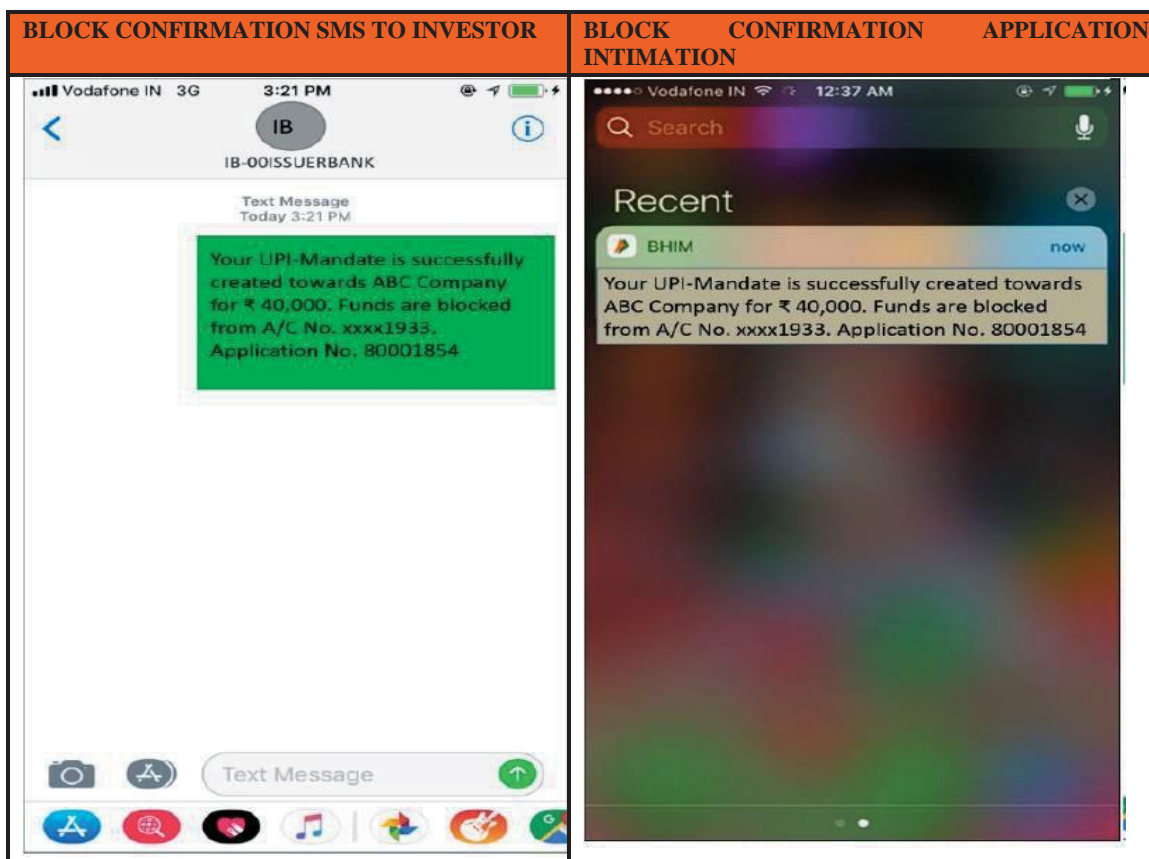 BLOCK CONFIRMATION SMS TO INVESTOR
BLOCK CONFIRMATION APPLICATION
INTIMATION
Vodafone IN 3G 3:21 PM
IB
IB-00ISSUERBANK
Text Message
Today 3:21 PM
Your UPI-Mandate is successfully
created towards ABC Company
for ₹ 40,000. Funds are blocked
from A/C No. xxxx1933.
Application No. 80001854
Text Message
Vodafone IN 12:37 AM
Search
Recent
BHIM now
Your UPI-Mandate is successfully created towards
ABC Company for ₹ 40,000. Funds are blocked
from A/C No. xxxx1933. Application No. 80001854